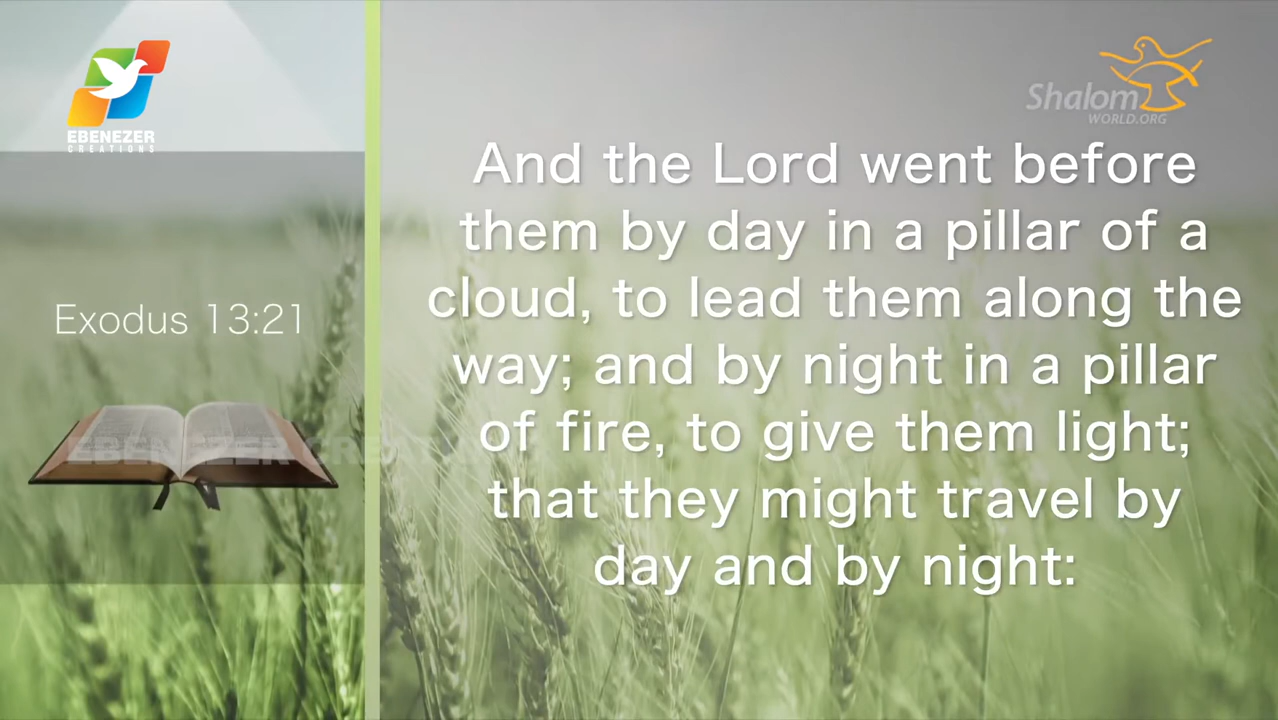 EBENEZER
CREATIONS
Shalom
WORLD.ORG
Exodus 13:21
And the Lord went before
them by day in a pillar of a
cloud, to lead them along the
way; and by night in a pillar
of fire, to give them light;
that they might travel by
day and by night: